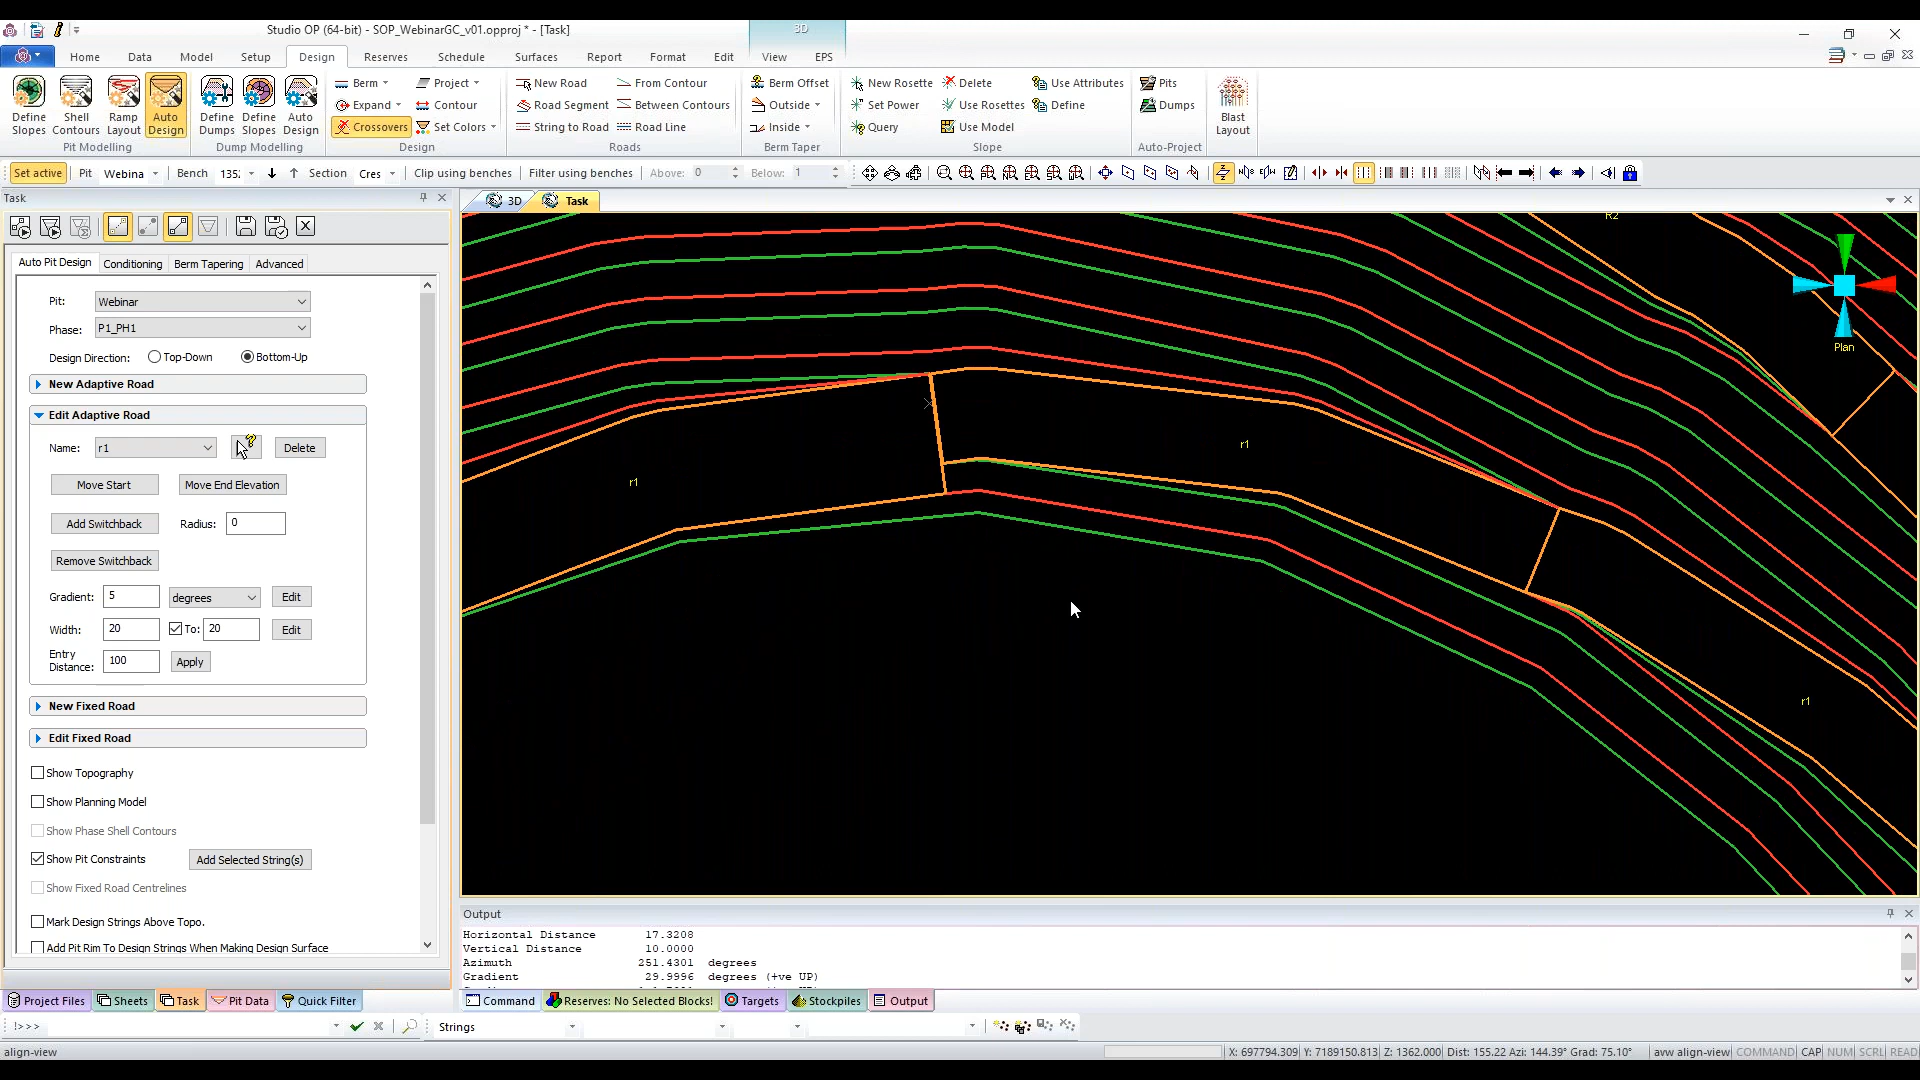 Studio OP (64-bit) - SOP_WebinarGC_v01.opproj * - [Task]
3D
Home Data Model Setup Design Reserves Schedule Surfaces Report Format Edit View EPS
Define Slopes
Shell Contours
Ramp Layout
Auto Design
Pit Modelling
Define Dumps
Define Slopes
Auto Design
Dump Modelling
Berm Project
Expand Contour
Crossovers Set Colors
Design
New Road From Contour
Road Segment Between Contours
String to Road Road Line
Roads
Berm Offset
Outside
Inside
Berm Taper
New Rosette Delete Use Attributes
Set Power Use Rosettes Define
Query Use Model
Slope
Pits
Dumps
Auto-Project
Blast Layout
Set active Pit Webina Bench 135: Section Cres Clip using benches Filter using benches Above: 0 Below: 1
Task
3D Task
Auto Pit Design Conditioning Berm Tapering Advanced
Pit: Webinar
Phase: P1_PH1
Design Direction: Top-Down Bottom-Up
New Adaptive Road
Edit Adaptive Road
Name: r1 Delete
Move Start Move End Elevation
Add Switchback Radius: 0
Remove Switchback
Gradient: 5 degrees Edit
Width: 20 To: 20 Edit
Entry Distance: 100 Apply
New Fixed Road
Edit Fixed Road
Show Topography
Show Planning Model
Show Phase Shell Contours
Show Pit Constraints Add Selected String(s)
Show Fixed Road Centrelines
Mark Design Strings Above Topo.
Add Pit Rim To Design Strings When Making Design Surface
R2
Plan
r1
r1
r1
Output
Horizontal Distance 17.3208
Vertical Distance 10.0000
Azimuth 251.4301 degrees
Gradient 29.9996 degrees (+ve UP)
Project Files Sheets Task Pit Data Quick Filter
Command Reserves: No Selected Blocks! Targets Stockpiles Output
!>>> Strings
align-view X: 697794.309 Y: 7189150.813 Z: 1362.000 Dist: 155.22 Azi: 144.39° Grad: 75.10° avw align-view COMMAND CAP NUM SCRL READ